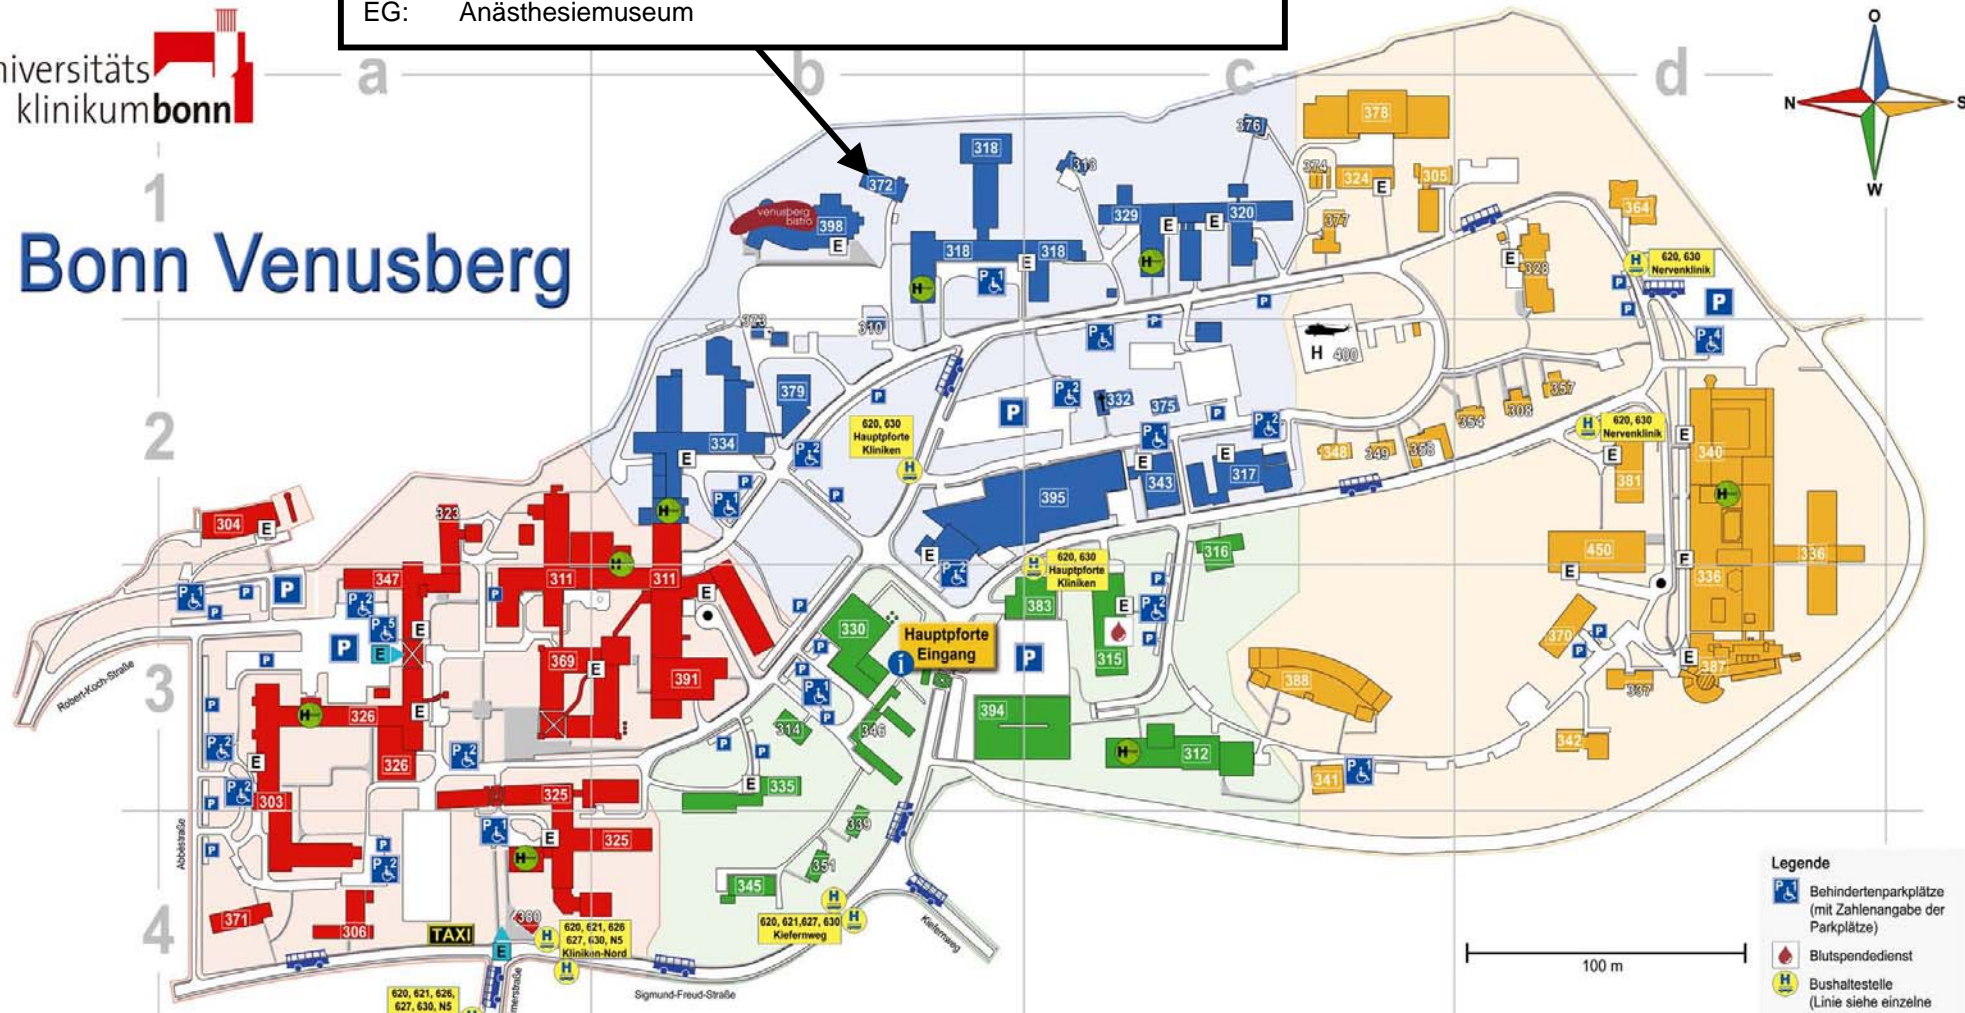 EG: Anästhesiemuseum
niversitäts
klinikumbonn
a
b
c
d
O
N
S
W
1
Bonn Venusberg
2
3
4
378
376
318
313
372
374
324
305
venusberg
bistro
398
E
329
320
377
364
318
318
328
620, 630
Nervenklinik
373
310
H 400
379
332
375
357
308
354
620, 630
Hauptpforte
Kliniken
620, 630
Nervenklinik
334
348
349
358
340
381
395
343
317
304
323
316
450
336
336
620, 630
Hauptpforte
Kliniken
347
311
311
383
330
Hauptpforte
Eingang
315
370
369
391
388
387
337
326
326
314
346
394
312
342
341
303
325
335
325
339
351
345
371
306
380
TAXI
620, 621, 626
627, 630, N5
Kliniken-Nord
620, 621,627, 630
Kiefernweg
620, 621, 626,
627, 630, N5
Robert-Koch-Straße
Abbéstraße
Sigmund-Freud-Straße
Kiefernweg
merstraße
100 m
Legende
Behindertenparkplätze
(mit Zahlenangabe der
Parkplätze)
Blutspendedienst
Bushaltestelle
(Linie siehe einzelne